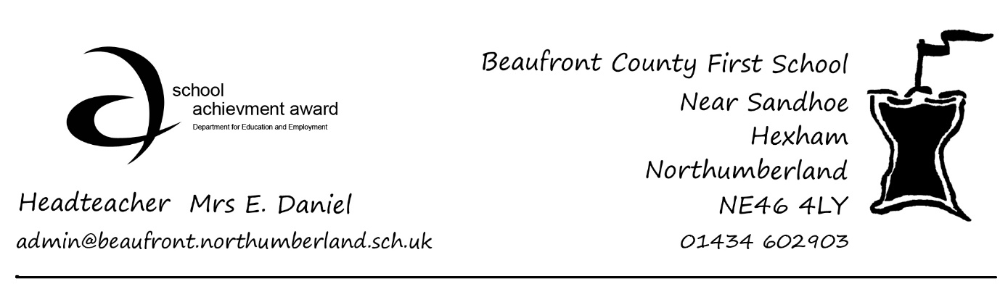 school
achievment award
Department for Education and Employment
Headteacher Mrs E. Daniel
admin@beaufront.northumberland.sch.uk
Beaufront County First School
Near Sandhoe
Hexham
Northumberland
NE46 4LY
01434 602903